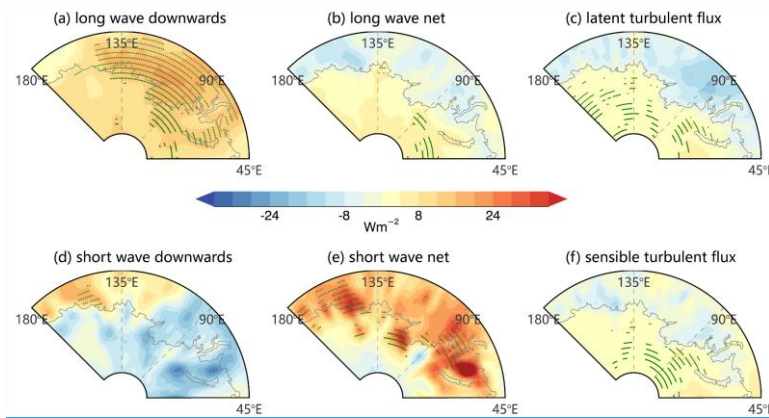 (a) long wave downwards
(b) long wave net
(c) latent turbulent flux
135°E
135°E
135°E
180°E
90°E
180°E
90°E
180°E
90°E
45°E
45°E
45°E
-24 -8 8 24
Wm⁻²
(d) short wave downwards
(e) short wave net
(f) sensible turbulent flux
135°E
135°E
135°E
180°E
90°E
180°E
90°E
180°E
90°E
45°E
45°E
45°E